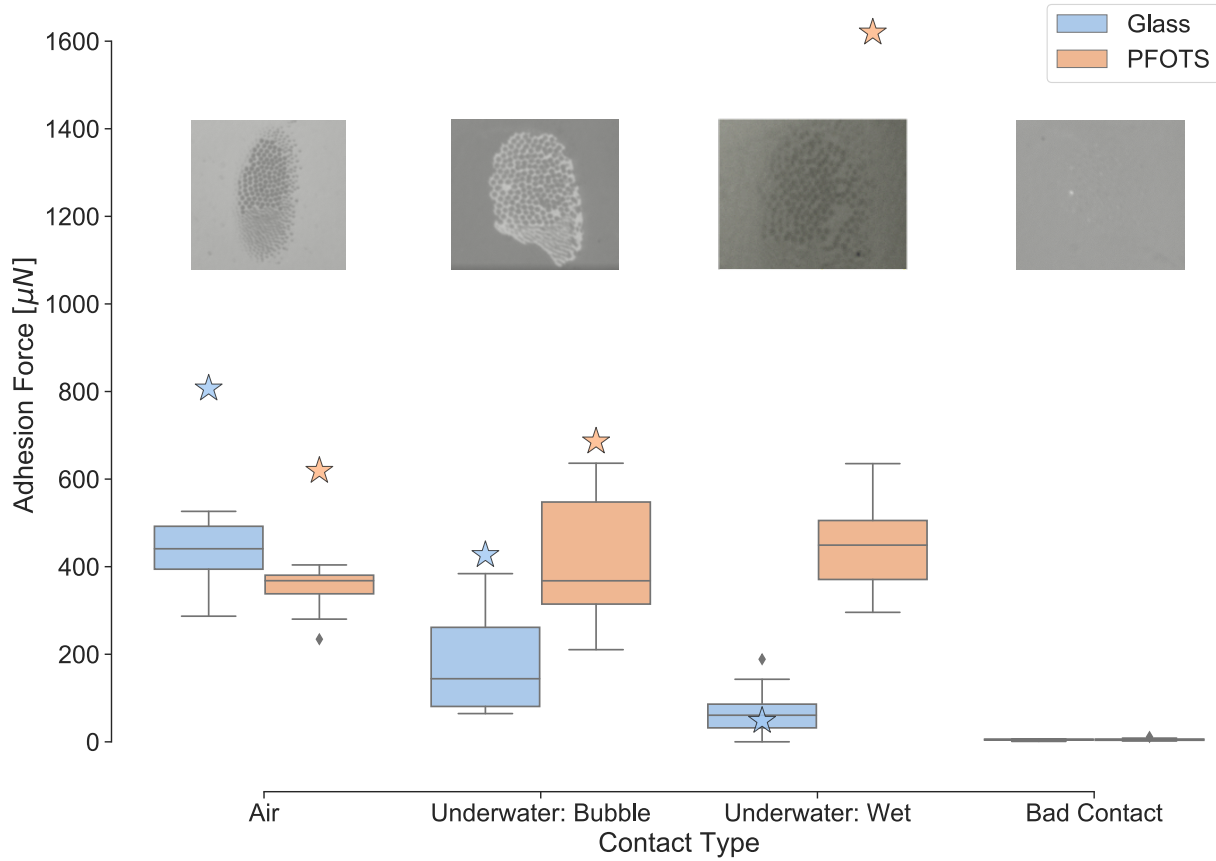 Glass
PFOTS
1600
1400
1200
1000
800
600
400
200
0
Adhesion Force [μN]
Air
Underwater: Bubble
Underwater: Wet
Bad Contact
Contact Type